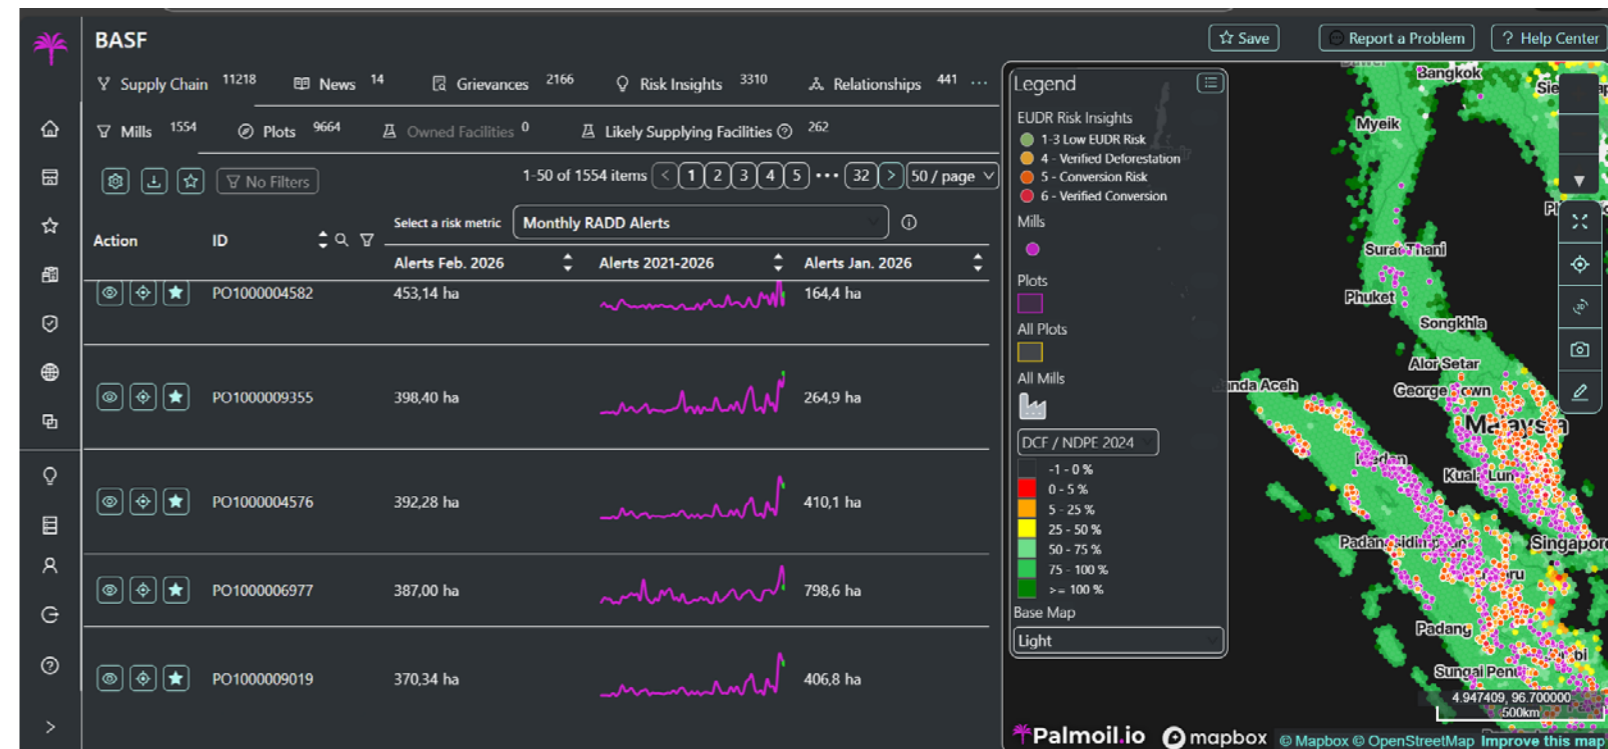 BASF
Save
Report a Problem
? Help Center
Supply Chain 11218
News 14
Grievances 2166
Risk Insights 3310
Relationships 441 ...
Mills 1554
Plots 9664
Owned Facilities 0
Likely Supplying Facilities 262
No Filters
1-50 of 1554 items < 1 2 3 4 5 ••• 32 > 50 / page
Action
ID
Select a risk metric
Monthly RADD Alerts
Alerts Feb. 2026
Alerts 2021-2026
Alerts Jan. 2026
PO1000004582 453,14 ha 164,4 ha
PO1000009355 398,40 ha 264,9 ha
PO1000004576 392,28 ha 410,1 ha
PO1000006977 387,00 ha 798,6 ha
PO1000009019 370,34 ha 406,8 ha
Legend
EUDR Risk Insights
1-3 Low EUDR Risk
4 - Verified Deforestation
5 - Conversion Risk
6 - Verified Conversion
Mills
Plots
All Plots
All Mills
DCF / NDPE 2024
-1 - 0 %
0 - 5 %
5 - 25 %
25 - 50 %
50 - 75 %
75 - 100 %
>= 100 %
Base Map
Light
Bangkok
Myeik
Surat Thani
Phuket
Songkhla
Alor Setar
George Town
Malaysia
Singapore
Padang
4.947409, 96.700000
500km
Palmoil.io
mapbox
© Mapbox © OpenStreetMap Improve this map